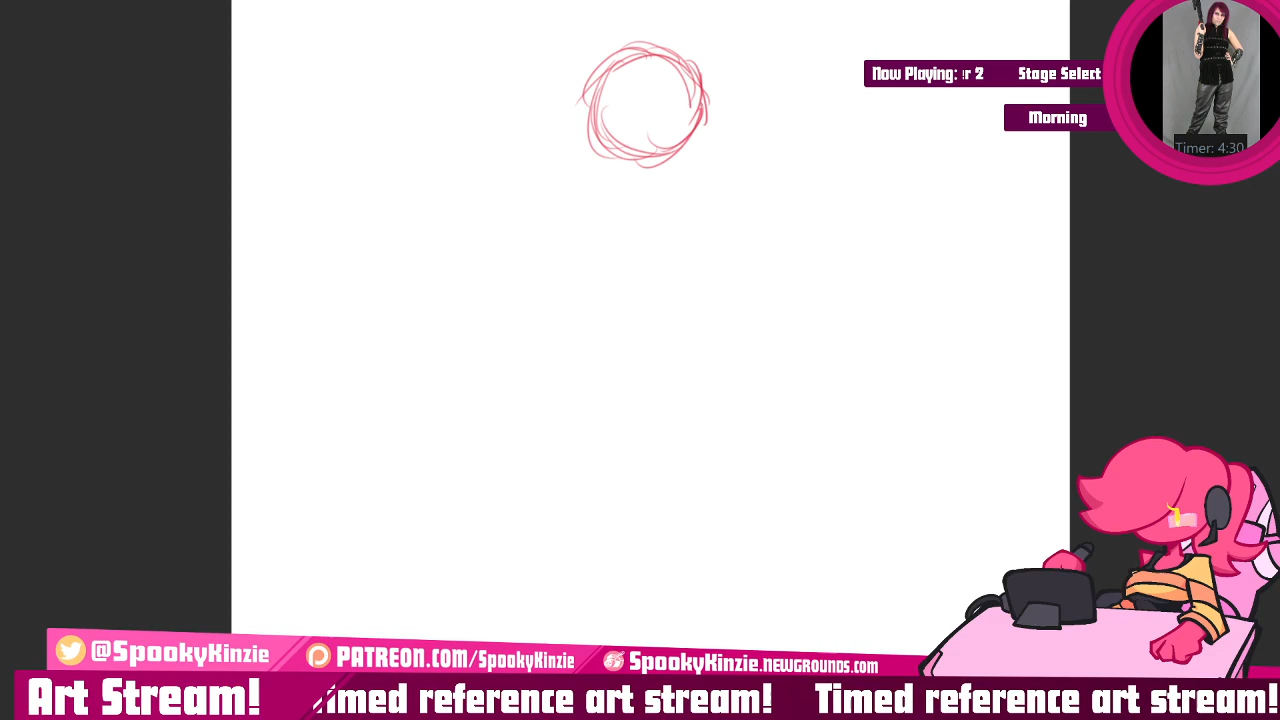 Now Playing: r 2 Stage Select
Morning
Timer: 4:30
@SpookyKinzie
PATREON.COM/SpookyKinzie
SpookyKinzie.NEWGROUNDS.COM
Art Stream!
Timed reference art stream! Timed reference art stream!